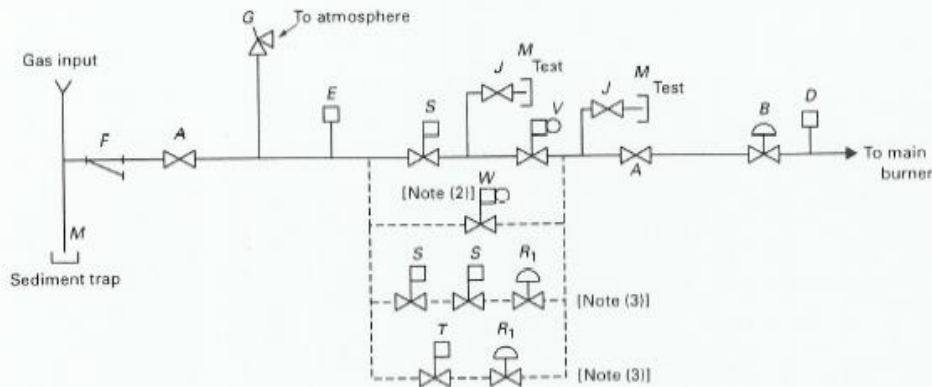 G
To atmosphere
Gas input
F
A
E
S
J
M
Test
V
J
M
Test
A
B
D
To main
burner
[Note (2)]
W
S
S
R1
[Note (3)]
T
R1
[Note (3)]
M
Sediment trap